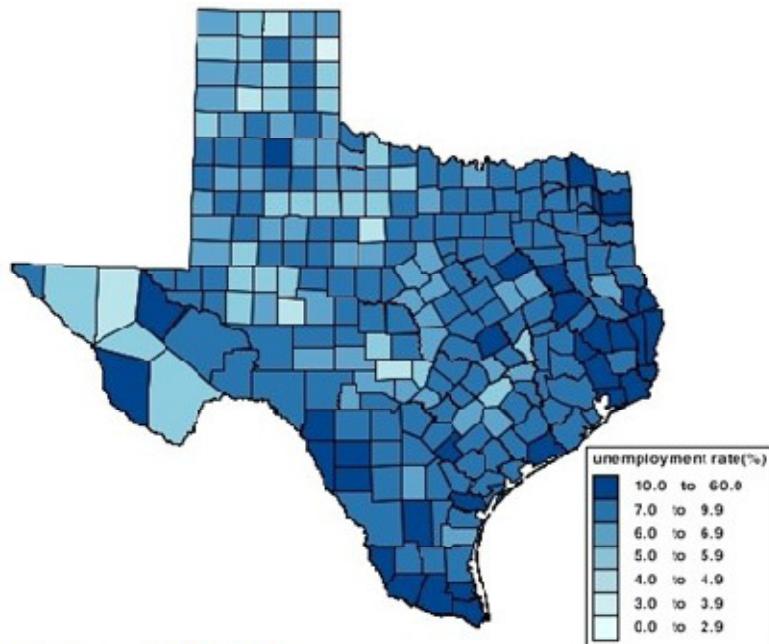 unemployment rate(%)
10.0 to 60.0
7.0 to 9.9
6.0 to 6.9
5.0 to 5.9
4.0 to 4.9
3.0 to 3.9
0.0 to 2.9